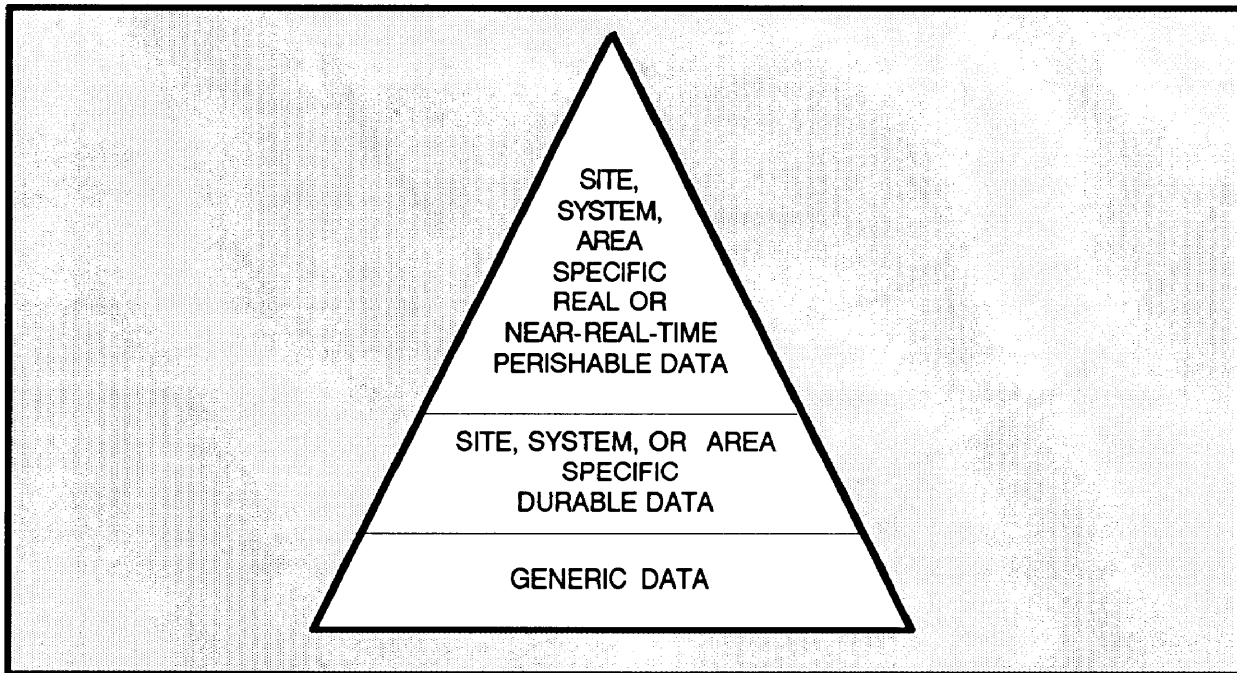 SITE,
SYSTEM,
AREA
SPECIFIC
REAL OR
NEAR-REAL-TIME
PERISHABLE DATA
SITE, SYSTEM, OR AREA
SPECIFIC
DURABLE DATA
GENERIC DATA